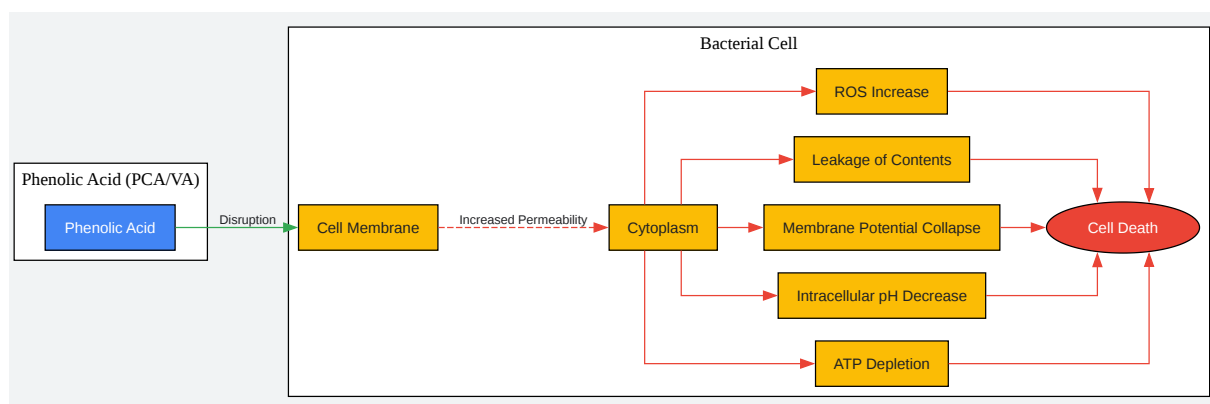 Bacterial Cell
Phenolic Acid (PCA/VA)
Phenolic Acid
Disruption
Cell Membrane
Increased Permeability
Cytoplasm
ROS Increase
Leakage of Contents
Membrane Potential Collapse
Intracellular pH Decrease
ATP Depletion
Cell Death